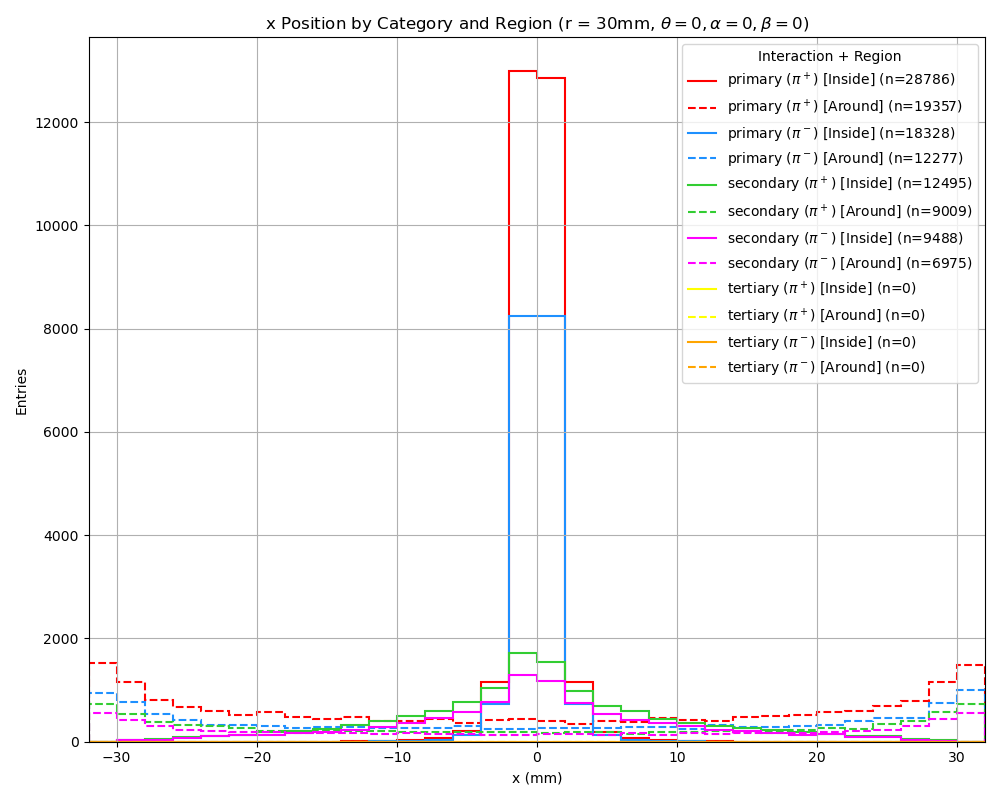 x Position by Category and Region (r = 30mm, θ = 0, α = 0, β = 0)
Interaction + Region
primary (π⁺) [Inside] (n=28786)
primary (π⁺) [Around] (n=19357)
primary (π⁻) [Inside] (n=18328)
primary (π⁻) [Around] (n=12277)
secondary (π⁺) [Inside] (n=12495)
secondary (π⁺) [Around] (n=9009)
secondary (π⁻) [Inside] (n=9488)
secondary (π⁻) [Around] (n=6975)
tertiary (π⁺) [Inside] (n=0)
tertiary (π⁺) [Around] (n=0)
tertiary (π⁻) [Inside] (n=0)
tertiary (π⁻) [Around] (n=0)
Entries
12000
10000
8000
6000
4000
2000
0
−30 −20 −10 0 10 20 30
x (mm)